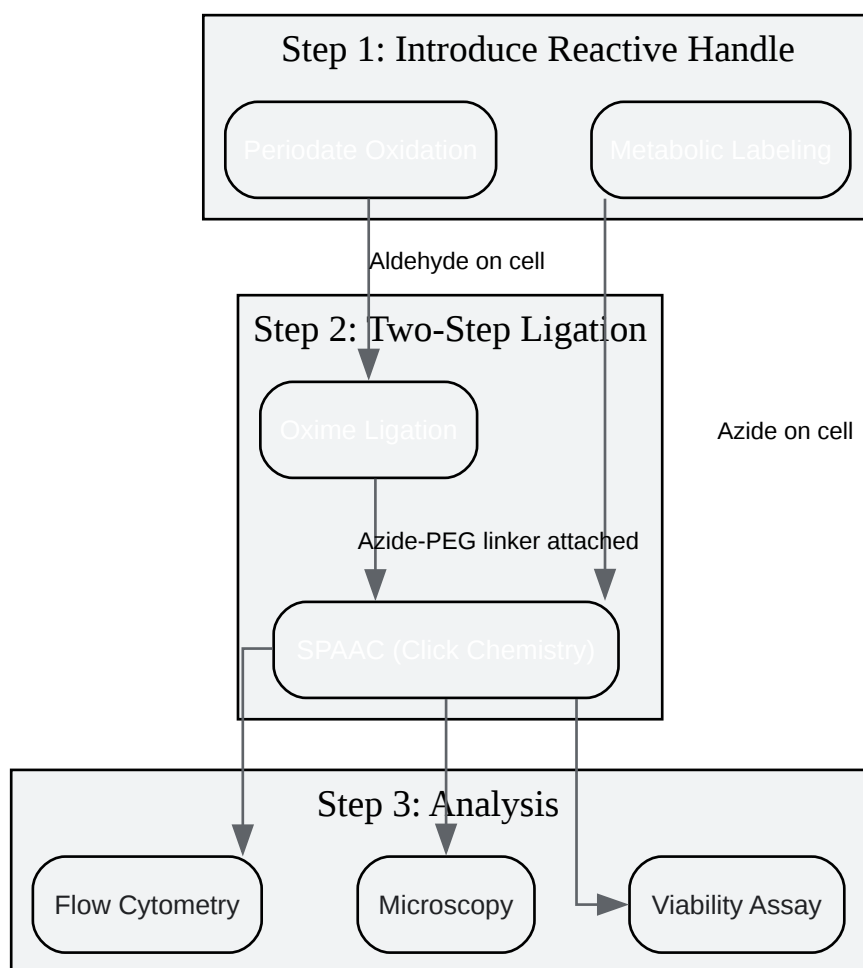 Step 1: Introduce Reactive Handle
Periodate Oxidation
Metabolic Labeling
Aldehyde on cell
Step 2: Two-Step Ligation
Oxime Ligation
Azide on cell
Azide-PEG linker attached
SPAAC (Click Chemistry)
Step 3: Analysis
Flow Cytometry
Microscopy
Viability Assay